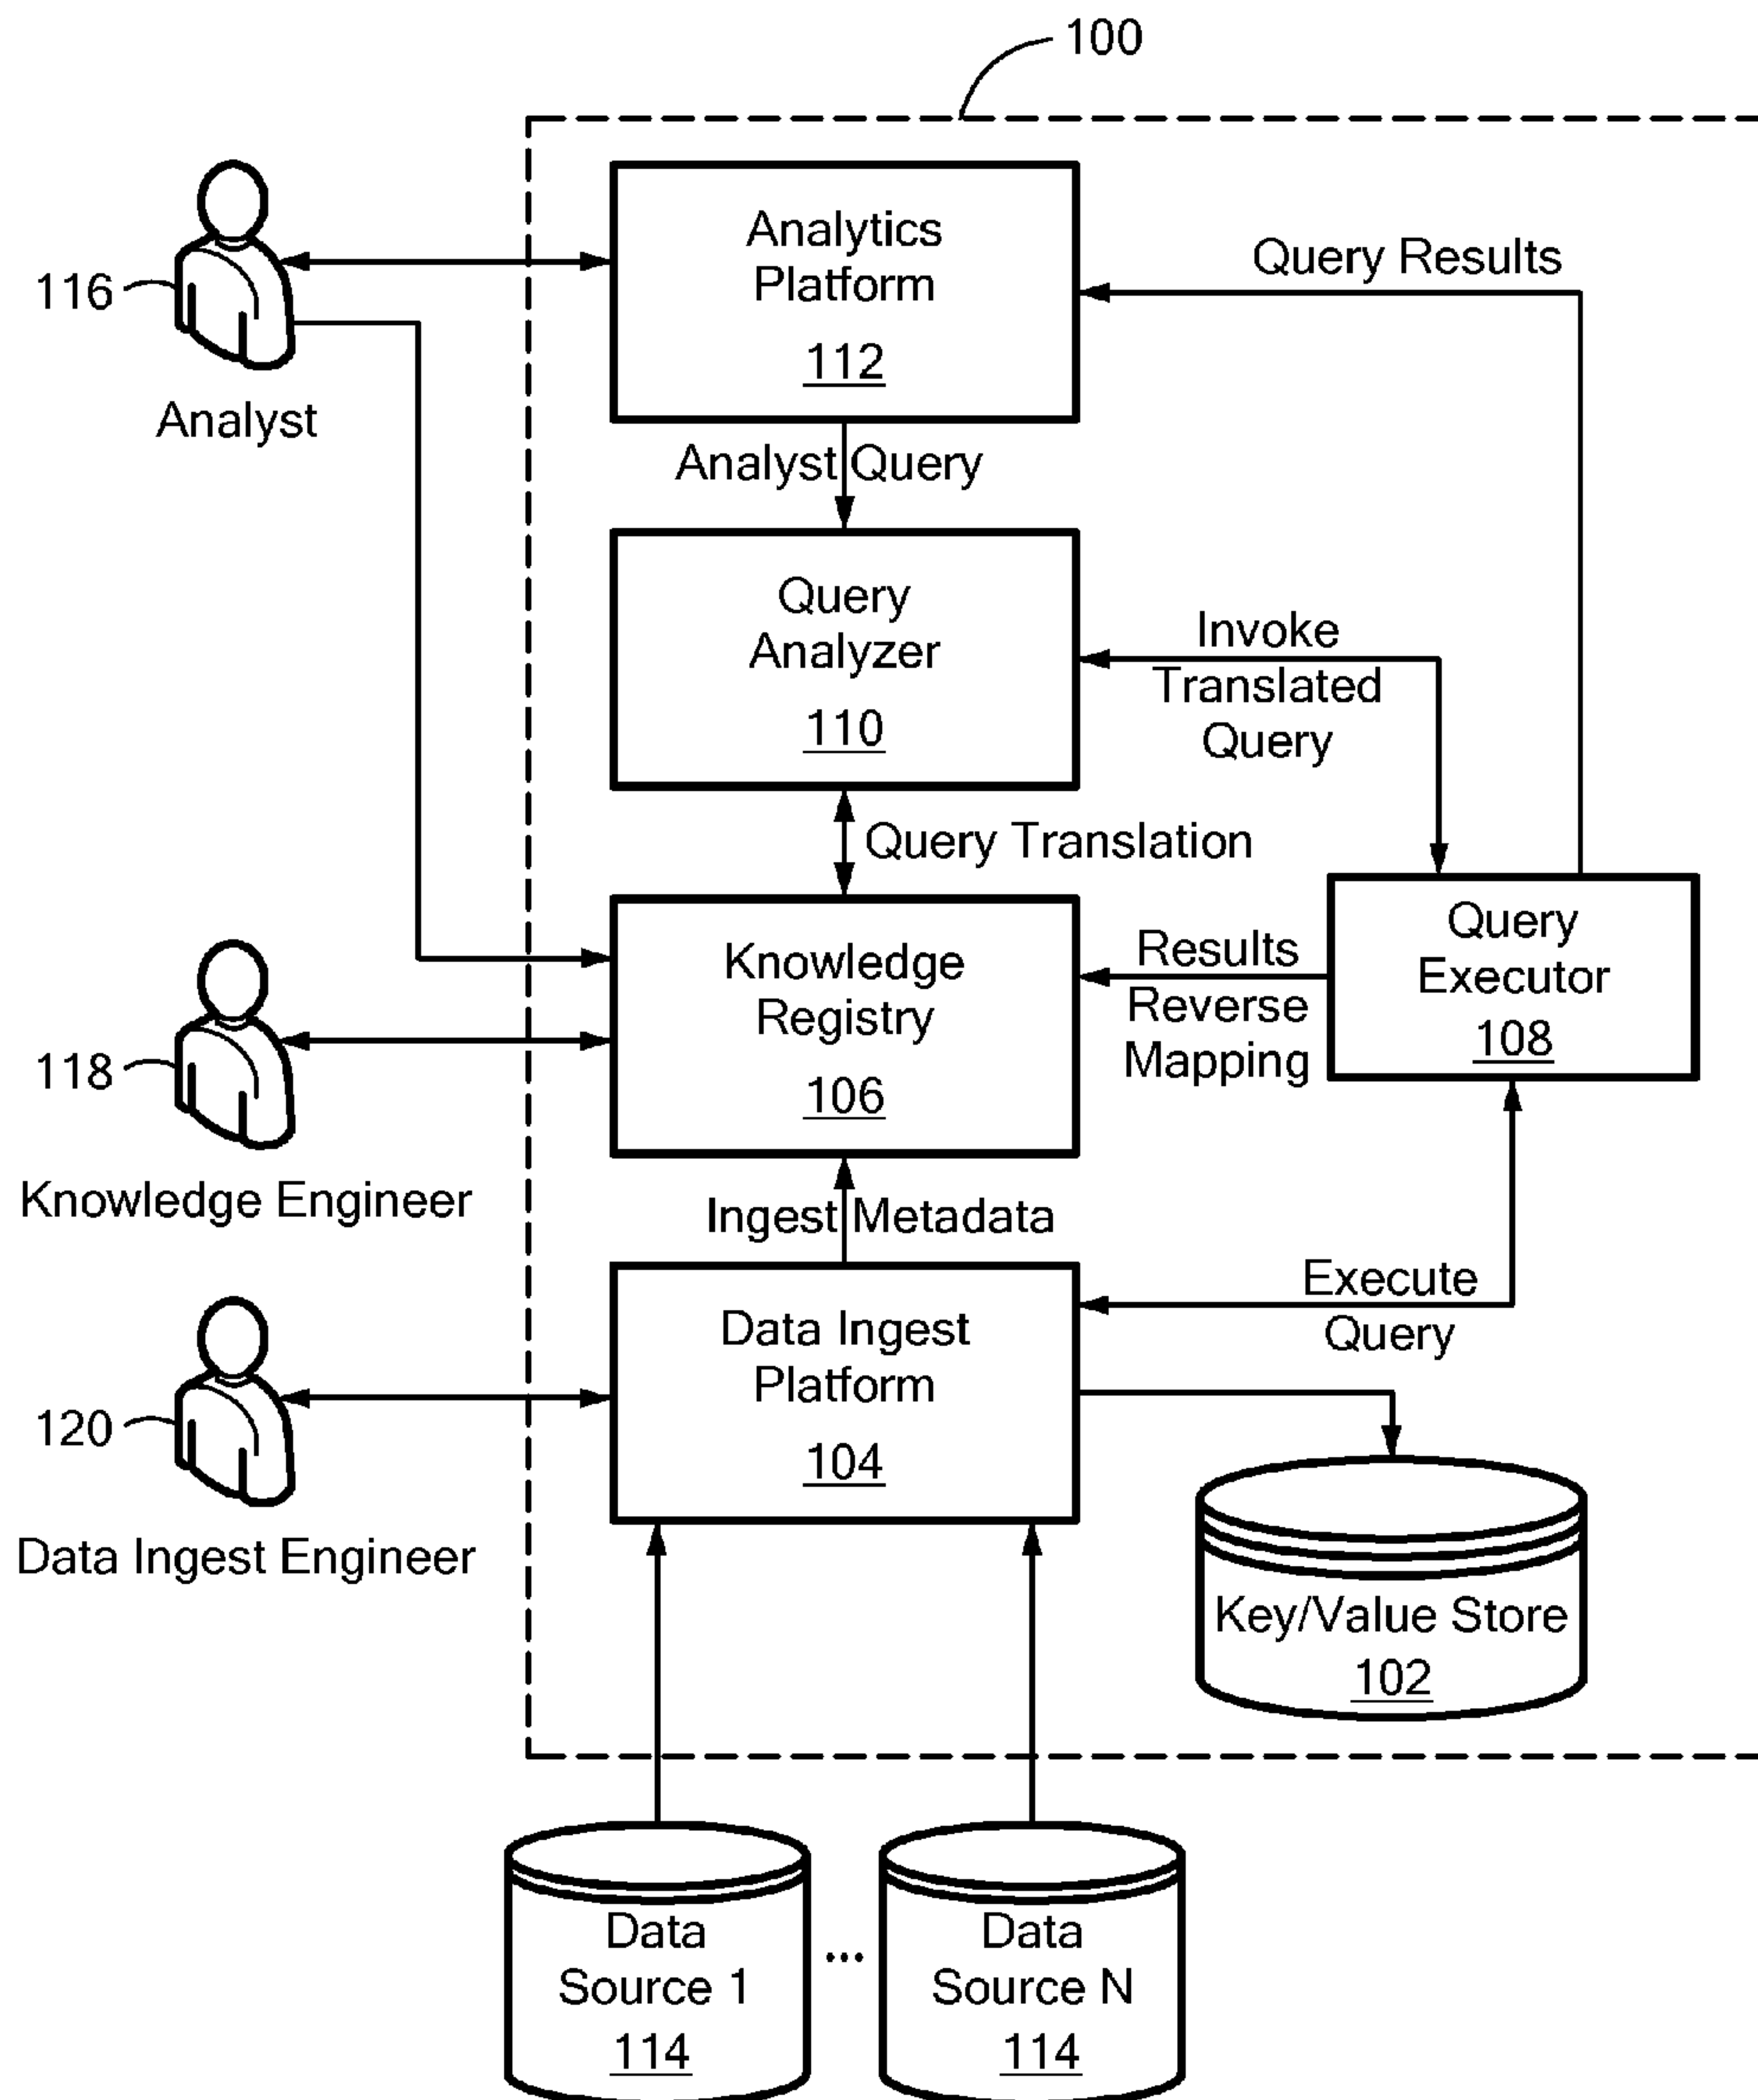 100
Analytics
Platform
112
Query Results
116
Analyst
Analyst Query
Query
Analyzer
110
Invoke
Translated
Query
Query Translation
Knowledge
Registry
106
Results
Reverse
Mapping
Query
Executor
108
118
Knowledge Engineer
Ingest Metadata
Data Ingest
Platform
104
Execute
Query
120
Data Ingest Engineer
Key/Value Store
102
Data
Source 1
114
...
Data
Source N
114